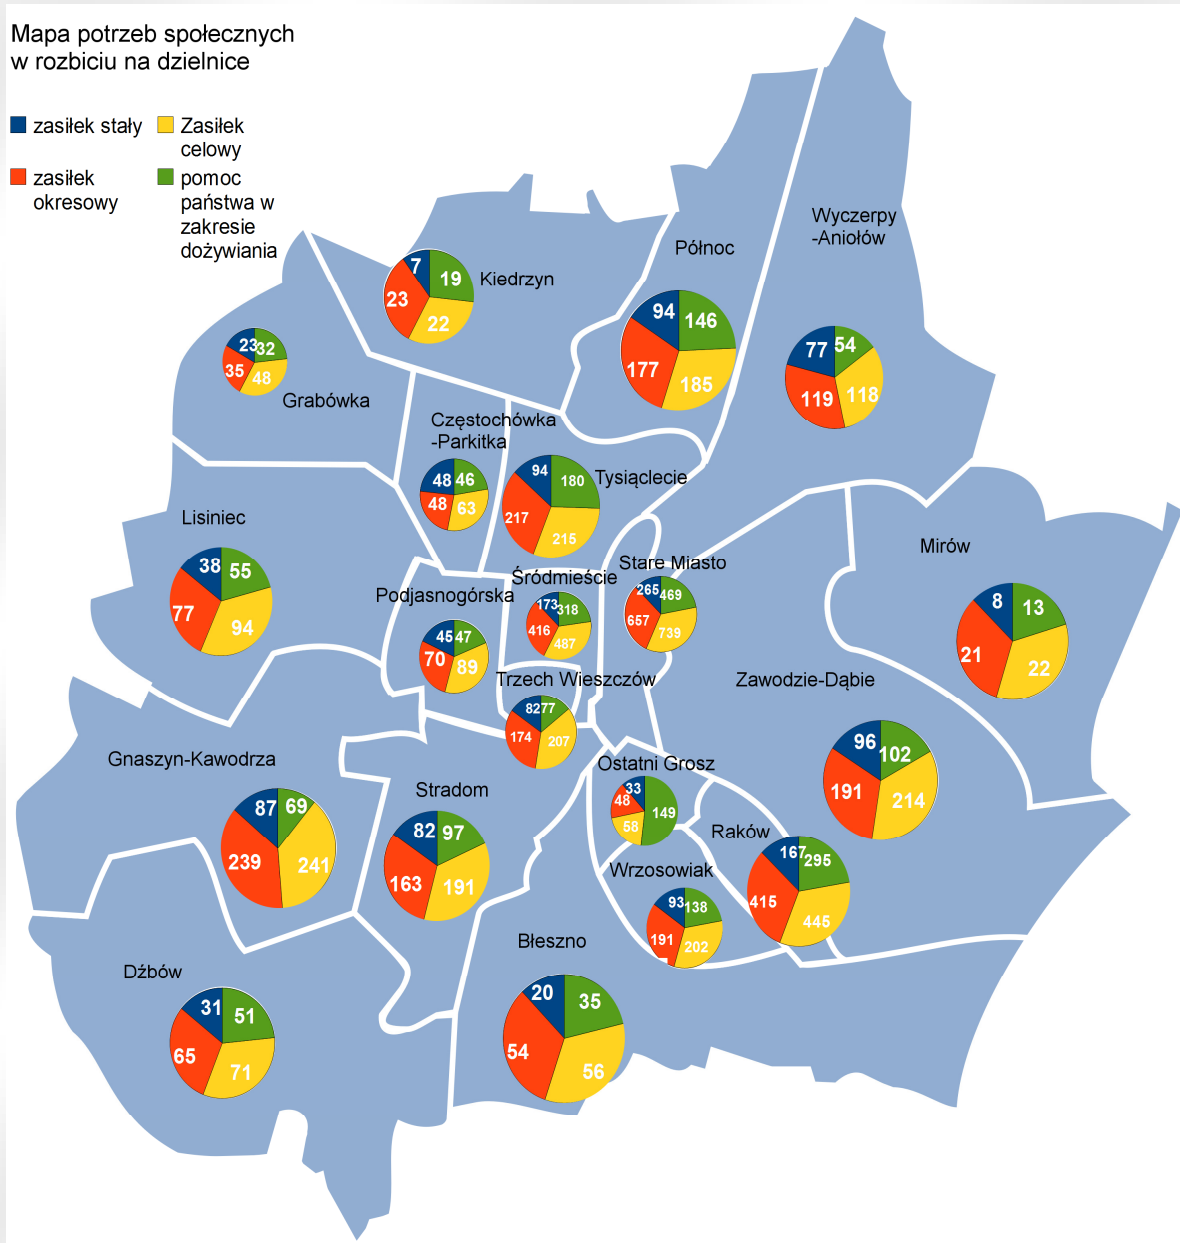 Mapa potrzeb społecznych
w rozbiciu na dzielnice
zasiłek stały
Zasiłek
celowy
zasiłek
okresowy
pomoc
państwa w
zakresie
dożywiania
Wyczerpy
-Aniołów
77
54
119
118
Północ
94
146
177
185
Kiedrzyn
7
19
23
22
Grabówka
23
32
35
48
Częstochówka
-Parkitka
48
46
48
63
Tysiąclecie
94
180
217
215
Lisiniec
38
55
77
94
Mirów
8
13
21
22
Stare Miasto
265
469
657
739
Śródmieście
173
318
416
487
Podjasnogórska
45
47
70
89
Trzech Wieszczów
82
77
174
207
Zawodzie-Dąbie
96
102
191
214
Gnaszyn-Kawodrza
87
69
239
241
Stradom
82
97
163
191
Ostatni Grosz
33
48
149
58
Raków
167
295
415
445
Wrzosowiak
93
138
191
202
Błeszno
20
35
54
56
Dźbów
31
51
65
71